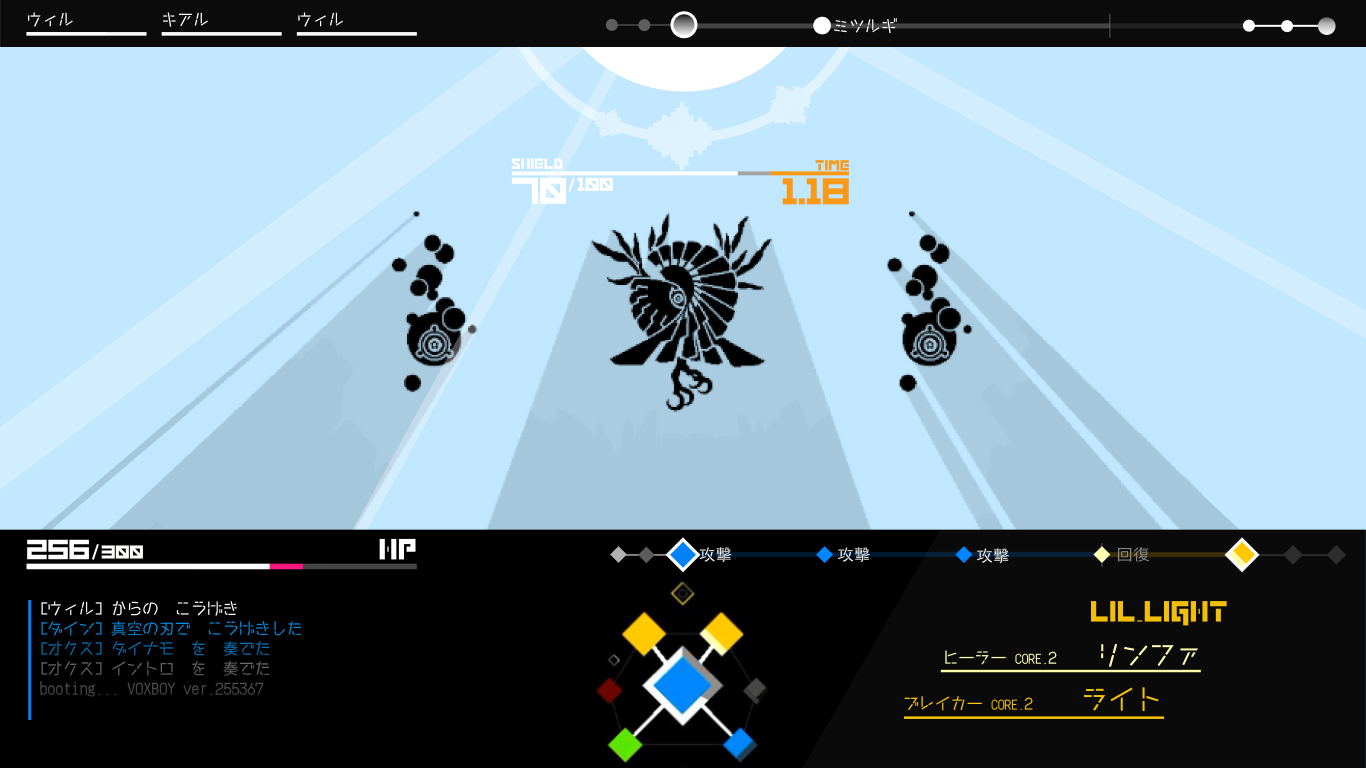 ウィル
キアル
ウィル
ミツルギ
SHIELD
70/100
TIME
1.18
256/300
HP
攻撃
攻撃
攻撃
回復
[ウィル] からの こうげき
[ダイン] 真空の刃で こうげきした
[オクス] ダイナモ を 奏でた
[オクス] イントロ を 奏でた
booting... VOXBOY ver.255367
LIL_LIGHT
ヒーラー CORE.2 リンファ
ブレイカー CORE.2 ライト